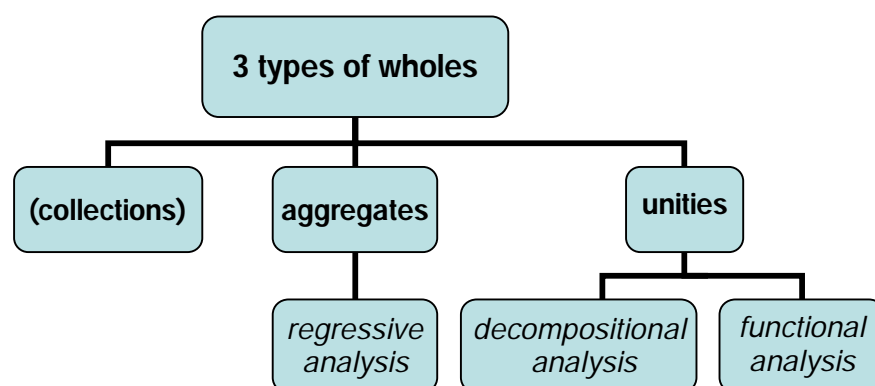 3 types of wholes
(collections)
aggregates
unities
regressive
analysis
decompositional
analysis
functional
analysis